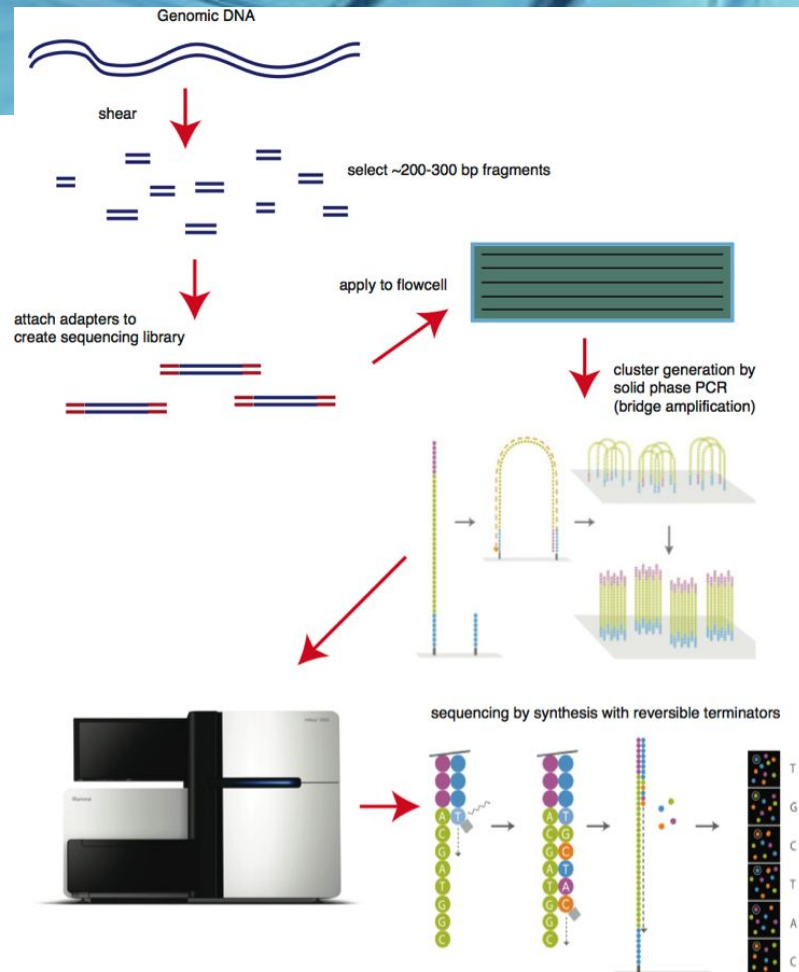 Genomic DNA
shear
select ~200-300 bp fragments
apply to flowcell
attach adapters to
create sequencing library
cluster generation by
solid phase PCR
(bridge amplification)
sequencing by synthesis with reversible terminators
A T
C
G
A
T
G
G
C
A T
C G
G C
A T
T A
G C
G
C
T
G
C
T
A
C